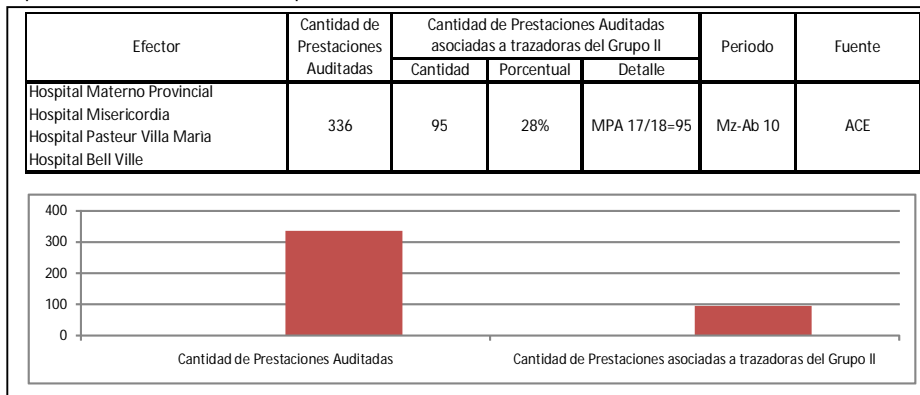 Efector
Cantidad de
Prestaciones
Auditadas
Cantidad de Prestaciones Auditadas
asociadas a trazadoras del Grupo II
Cantidad Porcentual Detalle
Periodo
Fuente
Hospital Materno Provincial
Hospital Misericordia
Hospital Pasteur Villa Maria
Hospital Bell Ville
336 95 28% MPA 17/18=95 Mz-Ab 10 ACE
400
300
200
100
0
Cantidad de Prestaciones Auditadas
Cantidad de Prestaciones asociadas a trazadoras del Grupo II